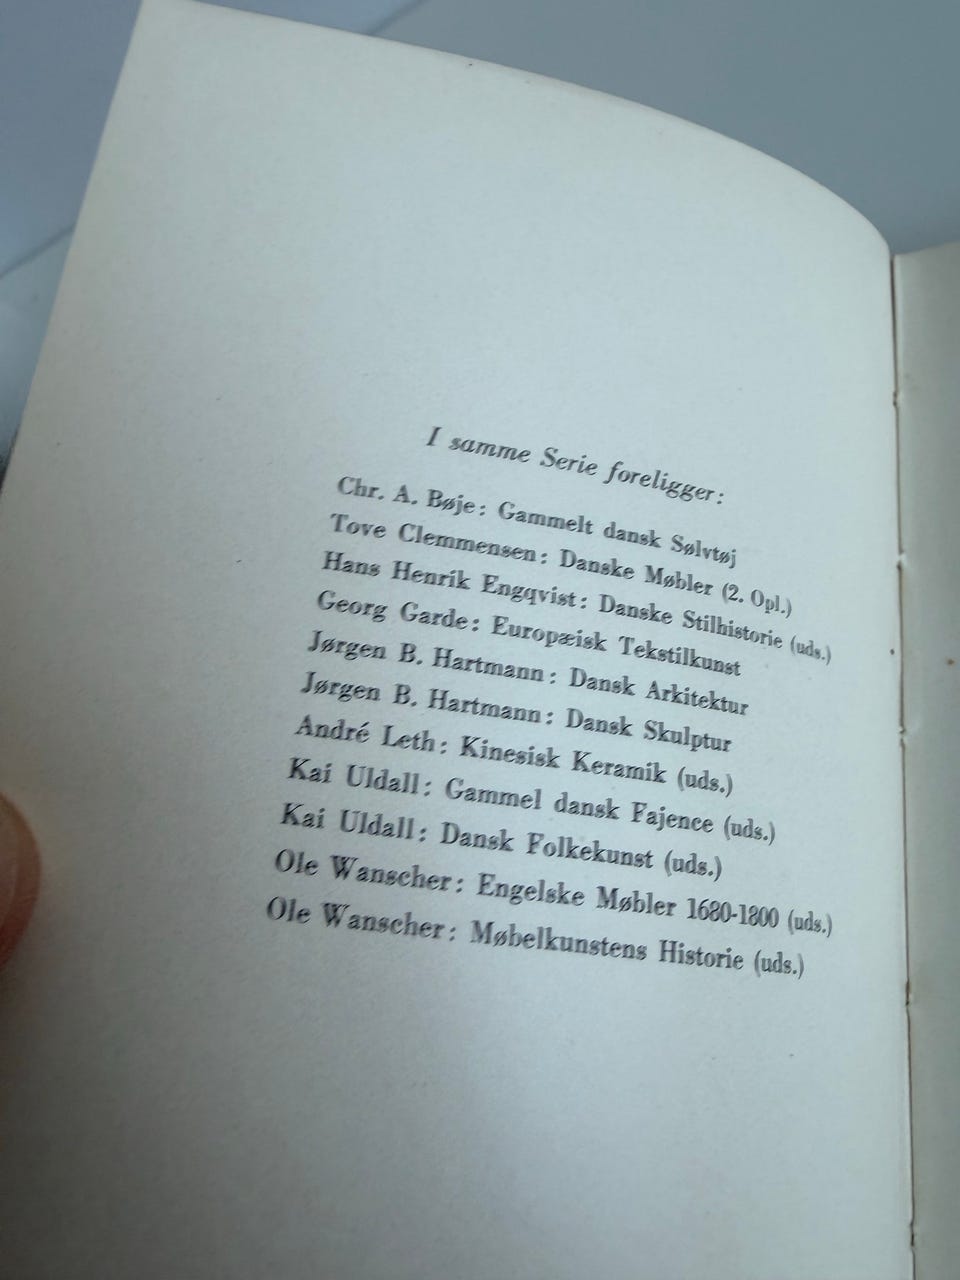 I samme Serie foreligger:
Chr. A. Bøje: Gammelt dansk Sølvtøj
Tove Clemmensen: Danske Møbler (2. Opl.)
Hans Henrik Engqvist: Danske Stilhistorie (uds.)
Georg Garde: Europæisk Tekstilkunst
Jørgen B. Hartmann: Dansk Arkitektur
Jørgen B. Hartmann: Dansk Skulptur
André Leth: Kinesisk Keramik (uds.)
Kai Uldall: Gammel dansk Fajence (uds.)
Kai Uldall: Dansk Folkekunst (uds.)
Ole Wanscher: Engelske Møbler 1680-1800 (uds.)
Ole Wanscher: Møbelkunstens Historie (uds.)